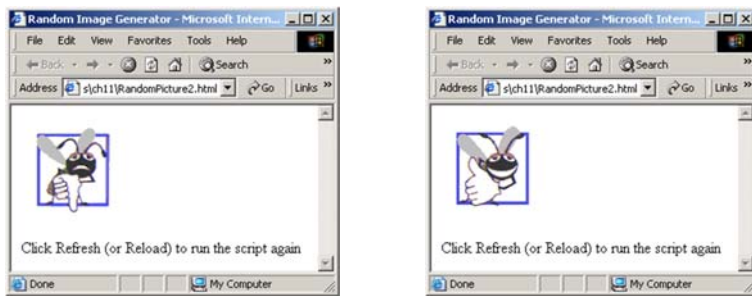 Random Image Generator - Microsoft Intern...
File Edit View Favorites Tools Help
Back Search
Address s\ch11\RandomPicture2.html Go Links
Click Refresh (or Reload) to run the script again
Done My Computer
Random Image Generator - Microsoft Intern...
File Edit View Favorites Tools Help
Back Search
Address s\ch11\RandomPicture2.html Go Links
Click Refresh (or Reload) to run the script again
Done My Computer